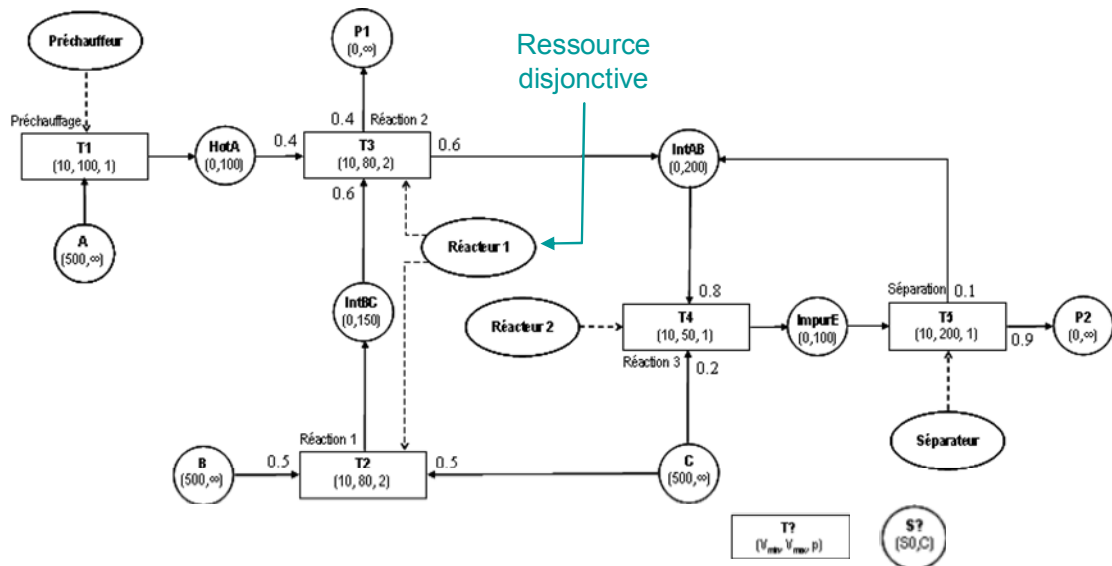 Préchauffeur
P1
(0,∞)
Ressource
disjonctive
Préchauffage
0.4
Réaction 2
T1
(10, 100, 1)
HotA
(0,100)
0.4
T3
(10, 80, 2)
0.6
IntAB
(0,200)
0.6
A
(500,∞)
Réacteur 1
IntBC
(0,150)
Réacteur 2
0.8
T4
(10, 50, 1)
ImpurE
(0,100)
Séparation
0.1
T5
(10, 200, 1)
0.9
P2
(0,∞)
Réaction 3
0.2
Réaction 1
Séparateur
B
(500,∞)
0.5
T2
(10, 80, 2)
0.5
C
(500,∞)
T?
(Vmin, Vmax, p)
S?
(S0,C)